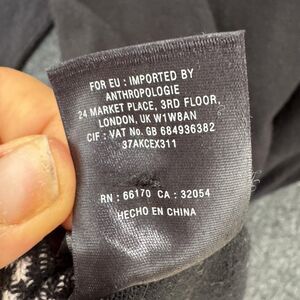 FOR EU : IMPORTED BY
ANTHROPOLOGIE
24 MARKET PLACE, 3RD FLOOR,
LONDON, UK W1W8AN
CIF : VAT No. GB 684936382
37AKCEX311
RN : 66170 CA : 32054
HECHO EN CHINA